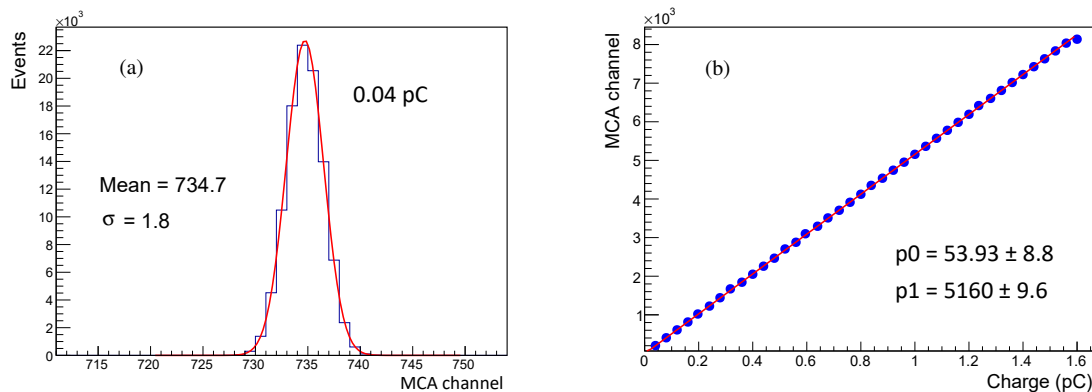 ×10³
(a)
Events
22
20
18
16
14
12
10
8
6
4
2
0
0.04 pC
Mean = 734.7
σ = 1.8
715 720 725 730 735 740 745 750
MCA channel
×10³
(b)
MCA channel
8
7
6
5
4
3
2
1
p0 = 53.93 ± 8.8
p1 = 5160 ± 9.6
0 0.2 0.4 0.6 0.8 1.0 1.2 1.4 1.6
Charge (pC)